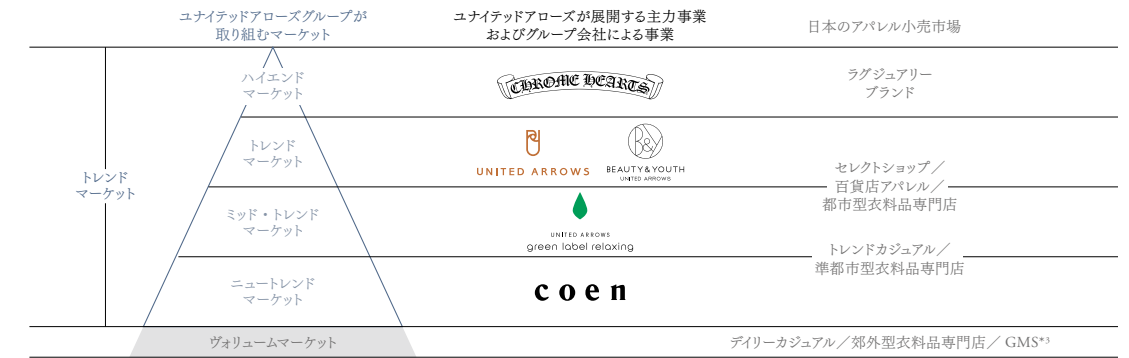 ユナイテッドアローズグループが
取り組むマーケット
ユナイテッドアローズが展開する主力事業
およびグループ会社による事業
日本のアパレル小売市場
トレンド
マーケット
ハイエンド
マーケット
CHROME HEARTS
ラグジュアリー
ブランド
トレンド
マーケット
UNITED ARROWS
B&Y
BEAUTY&YOUTH
UNITED ARROWS
セレクトショップ／
百貨店アパレル／
都市型衣料品専門店
ミッド・トレンド
マーケット
UNITED ARROWS
green label relaxing
トレンドカジュアル／
準都市型衣料品専門店
ニュートレンド
マーケット
coen
ヴォリュームマーケット
デイリーカジュアル／郊外型衣料品専門店／ GMS*3